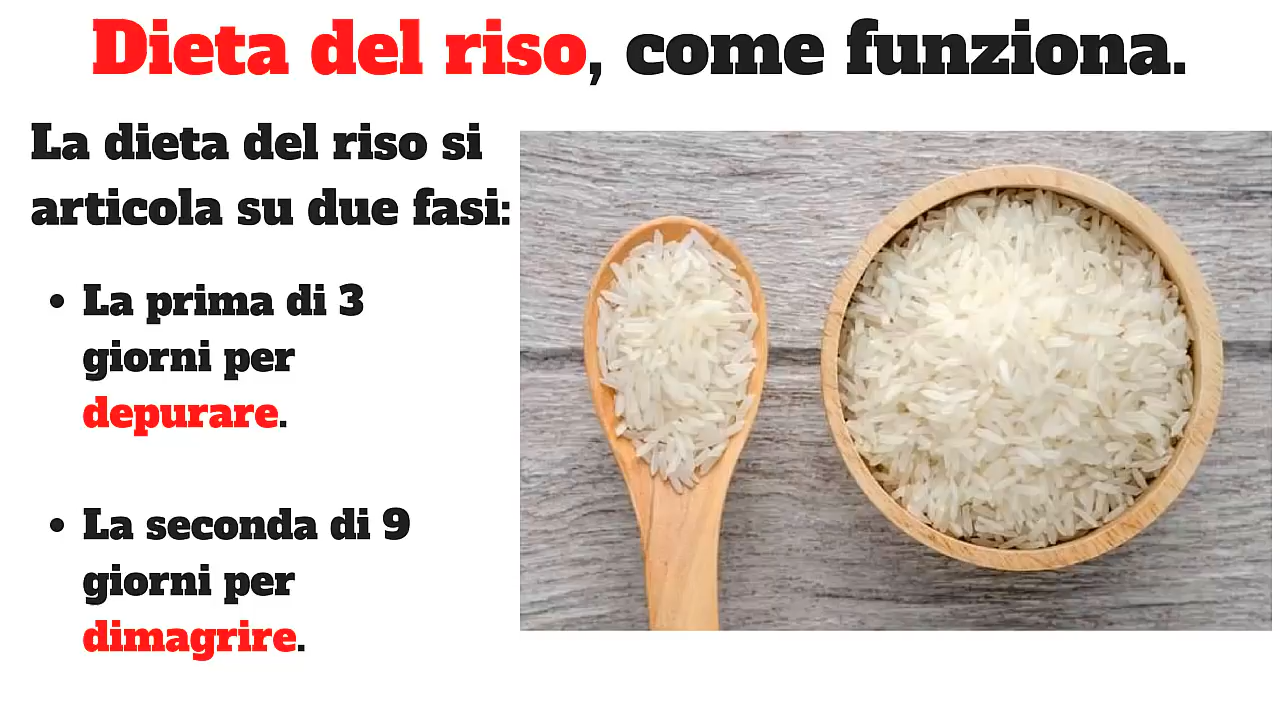 Dieta del riso, come funziona.
La dieta del riso si
articola su due fasi:
• La prima di 3
giorni per
depurare.
• La seconda di 9
giorni per
dimagrire.